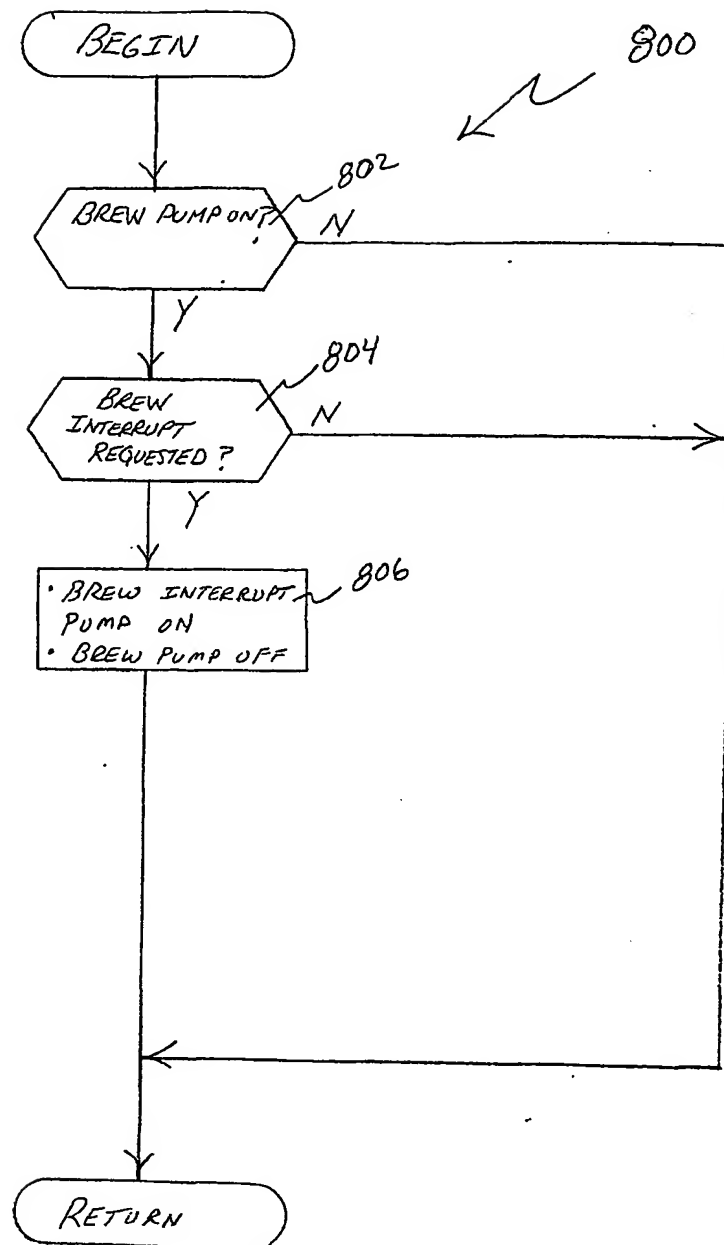 BEGIN
800
802
BREW PUMP ON?
N
Y
804
BREW
INTERRUPT
REQUESTED?
N
Y
806
• BREW INTERRUPT
PUMP ON
• BREW PUMP OFF
RETURN